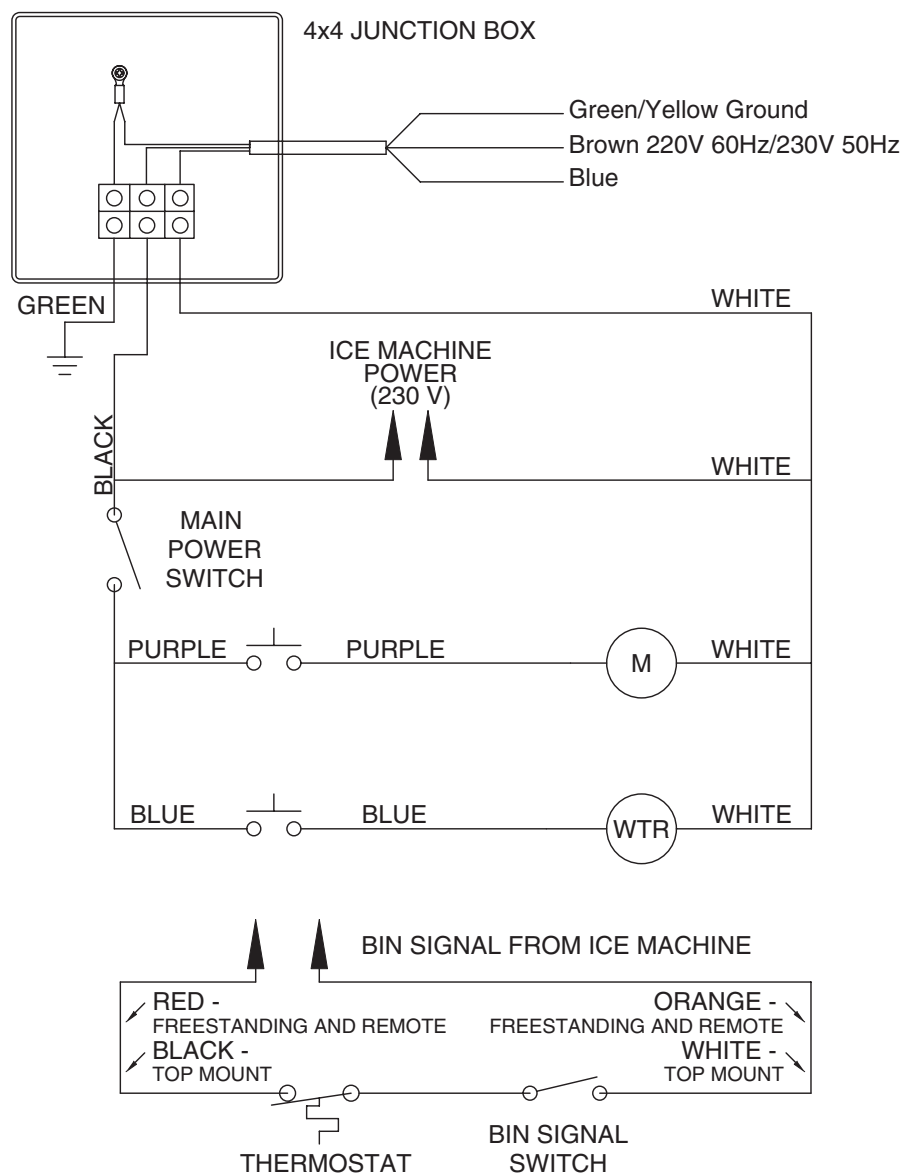 4x4 JUNCTION BOX
Green/Yellow Ground
Brown 220V 60Hz/230V 50Hz
Blue
GREEN
WHITE
ICE MACHINE
POWER
(230 V)
BLACK
WHITE
MAIN
POWER
SWITCH
PURPLE
PURPLE
M
WHITE
BLUE
BLUE
WTR
WHITE
BIN SIGNAL FROM ICE MACHINE
RED -
FREESTANDING AND REMOTE
ORANGE -
FREESTANDING AND REMOTE
BLACK -
TOP MOUNT
WHITE -
TOP MOUNT
THERMOSTAT
BIN SIGNAL
SWITCH